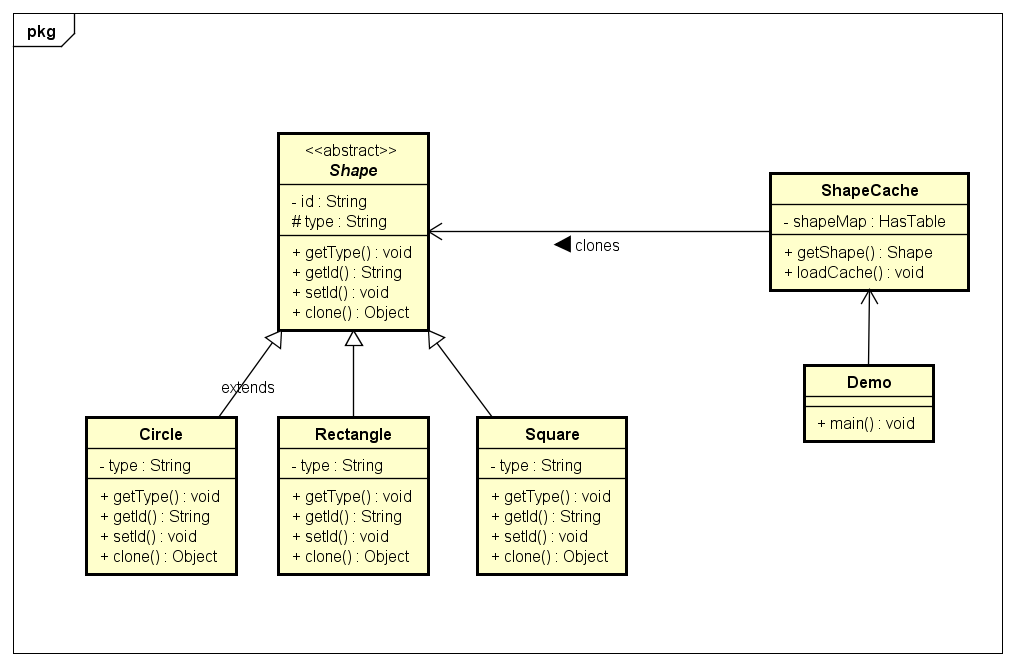 pkg
<<abstract>>
Shape
- id : String
# type : String
+ getType() : void
+ getId() : String
+ setId() : void
+ clone() : Object
clones
ShapeCache
- shapeMap : HasTable
+ getShape() : Shape
+ loadCache() : void
Demo
+ main() : void
extends
Circle
- type : String
+ getType() : void
+ getId() : String
+ setId() : void
+ clone() : Object
Rectangle
- type : String
+ getType() : void
+ getId() : String
+ setId() : void
+ clone() : Object
Square
- type : String
+ getType() : void
+ getId() : String
+ setId() : void
+ clone() : Object